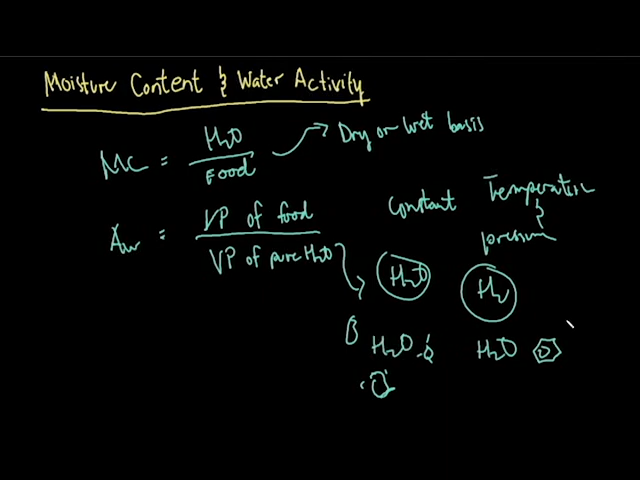 Moisture Content & Water Activity
MC = H₂O / Food → Dry or Wet basis
Aw = VP of food / VP of pure H₂O
Constant Temperature & pressure
H₂O
H₂
B H₂O
H₂O